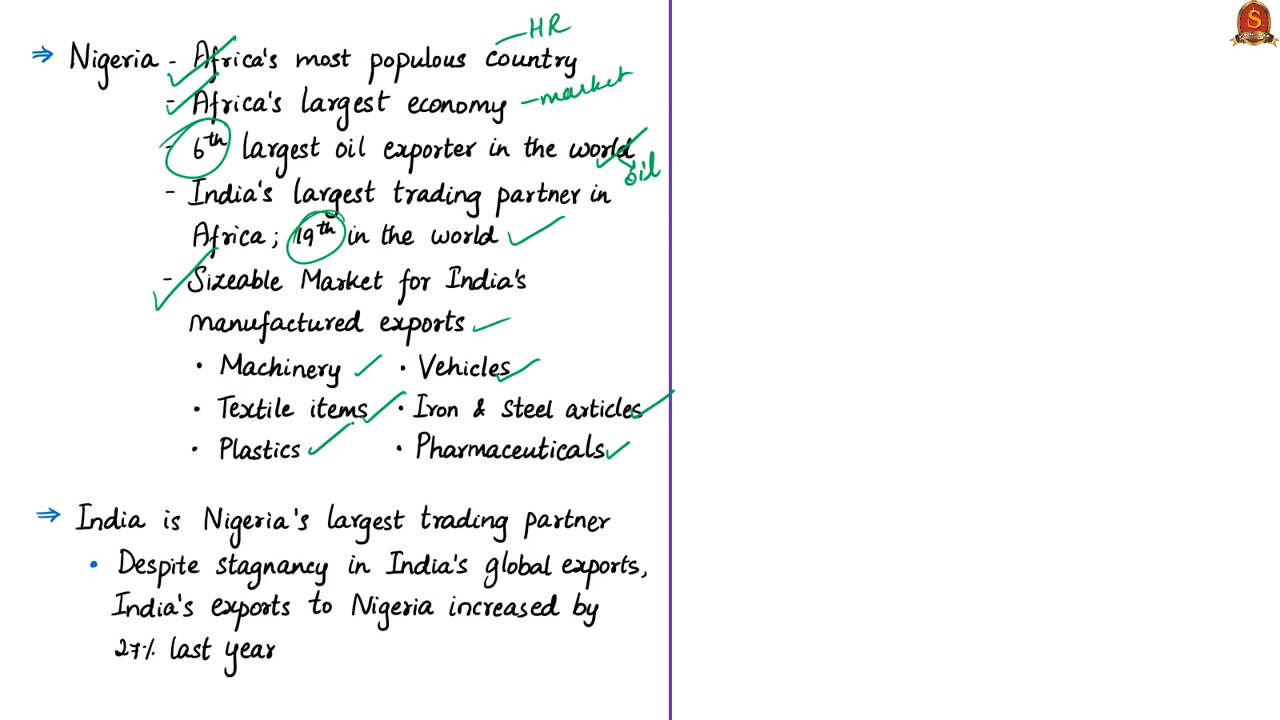 ⇒ Nigeria - Africa's most populous country - HR
- Africa's largest economy - market
- 6th largest oil exporter in the world oil
- India's largest trading partner in
Africa; 19th in the world
- Sizeable Market for India's
manufactured exports
• Machinery • Vehicles
• Textile items • Iron & Steel articles
• Plastics • Pharmaceuticals
⇒ India is Nigeria's largest trading partner
• Despite stagnancy in India's global exports,
India's exports to Nigeria increased by
27% last year
S